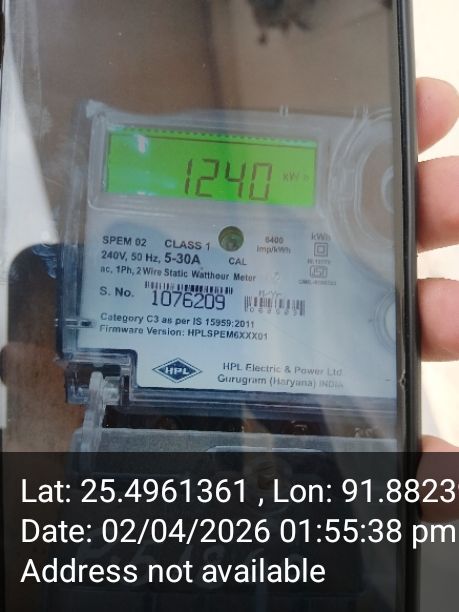 1240 kWh
SPEM 02 CLASS 1
6400 imp/kWh
kWh
240V, 50 Hz, 5-30A
CAL
ac, 1Ph, 2 Wire Static Watthour Meter
S. No. 1076209
Category C3 as per IS 15959:2011
Firmware Version: HPLSPEM6XXX01
HPL
HPL Electric & Power Ltd
Gurugram (Haryana) INDIA
Lat: 25.4961361 , Lon: 91.8823
Date: 02/04/2026 01:55:38 pm
Address not available